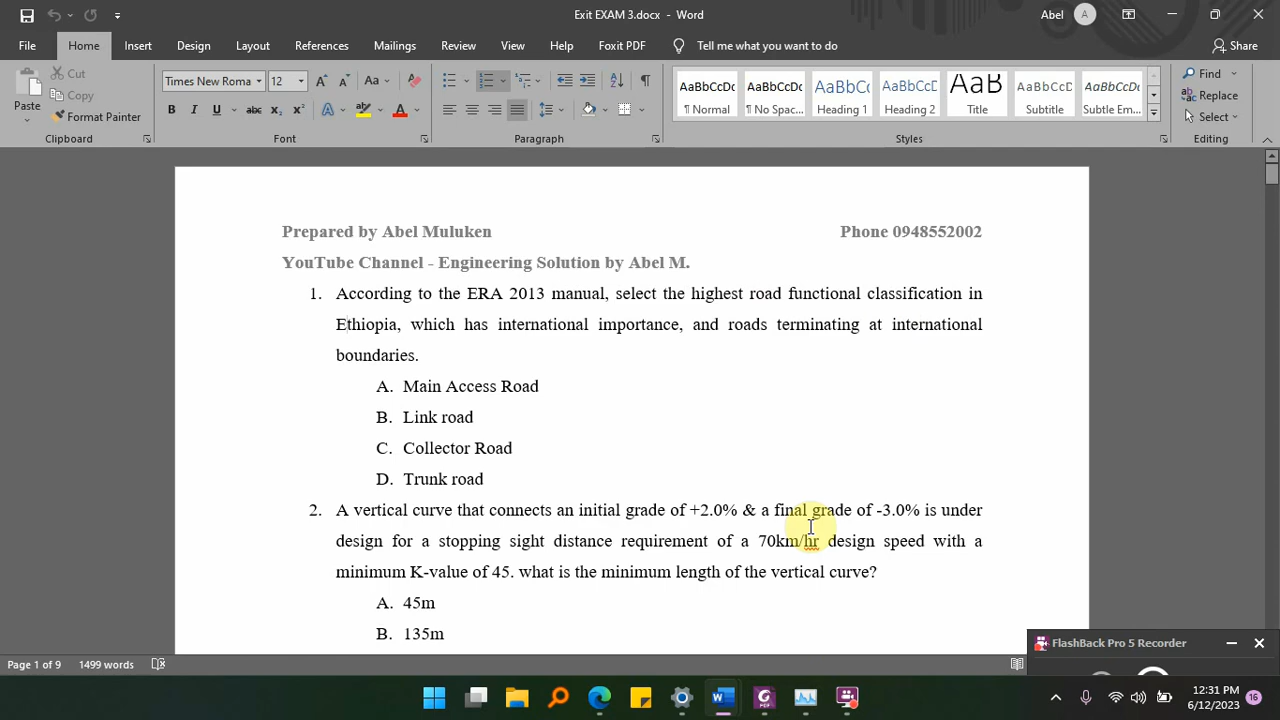 Exit EXAM 3.docx - Word
Abel A
File Home Insert Design Layout References Mailings Review View Help Foxit PDF Tell me what you want to do Share
Paste
Cut
Copy
Format Painter
Clipboard
Times New Roma 12
Font
Paragraph
AaBbCcDc AaBbCcDc AaBbC( AaBbCcD AaB AaBbCcD AaBbCcDc
¶ Normal ¶ No Spac... Heading 1 Heading 2 Title Subtitle Subtle Em...
Styles
Find
Replace
Select
Editing
Prepared by Abel Muluken Phone 0948552002
YouTube Channel - Engineering Solution by Abel M.
1. According to the ERA 2013 manual, select the highest road functional classification in
Ethiopia, which has international importance, and roads terminating at international
boundaries.
A. Main Access Road
B. Link road
C. Collector Road
D. Trunk road
2. A vertical curve that connects an initial grade of +2.0% & a final grade of -3.0% is under
design for a stopping sight distance requirement of a 70km/hr design speed with a
minimum K-value of 45. what is the minimum length of the vertical curve?
A. 45m
B. 135m
FlashBack Pro 5 Recorder
Page 1 of 9 1499 words
12:31 PM
6/12/2023
16